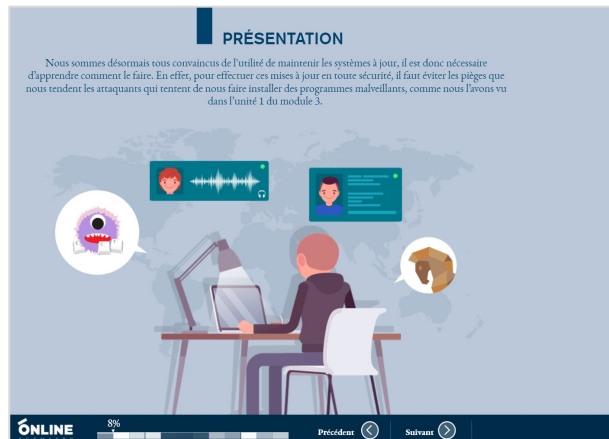 PRÉSENTATION
Nous sommes désormais tous convaincus de l'utilité de maintenir les systèmes à jour, il est donc nécessaire
d'apprendre comment le faire. En effet, pour effectuer ces mises à jour en toute sécurité, il faut éviter les pièges que
nous tendent les attaquants qui tentent de nous faire installer des programmes malveillants, comme nous l'avons vu
dans l'unité 1 du module 3.
8%
ONLINE
Précédent
Suivant